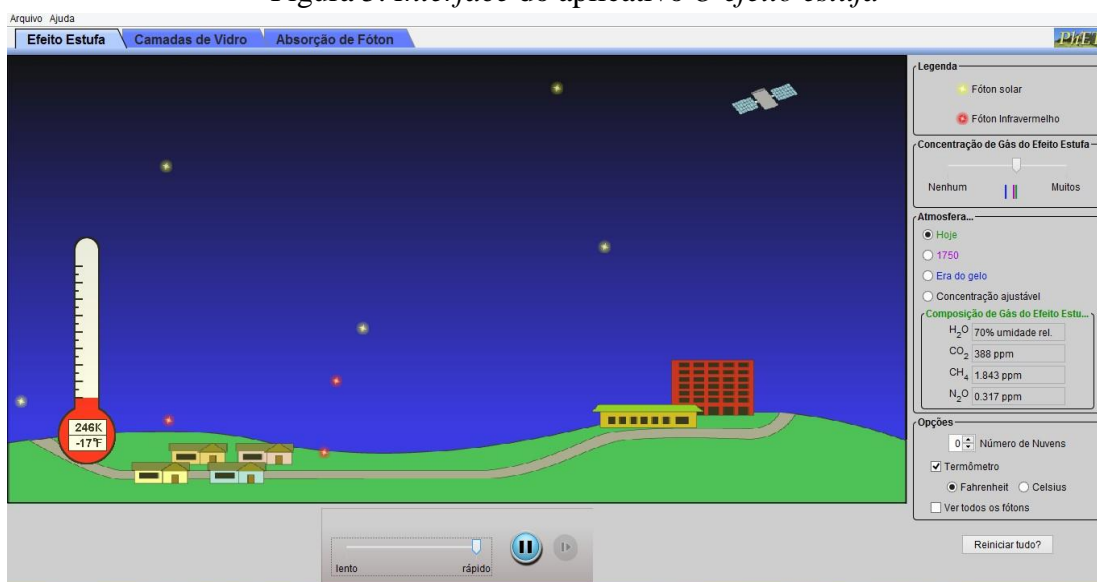 Figura 3. Interface do aplicativo O efeito estufa
Arquivo Ajuda
Efeito Estufa Camadas de Vidro Absorção de Fóton
PhET
Legenda
Fóton solar
Fóton Infravermelho
Concentração de Gás do Efeito Estufa
Nenhum Muitos
Atmosfera...
Hoje
1750
Era do gelo
Concentração ajustável
Composição de Gás do Efeito Estu...
H2O 70% umidade rel.
CO2 388 ppm
CH4 1.843 ppm
N2O 0.317 ppm
Opções
0 Número de Nuvens
Termômetro
Fahrenheit Celsius
Ver todos os fótons
Reiniciar tudo?
246K
-17°F
lento rápido